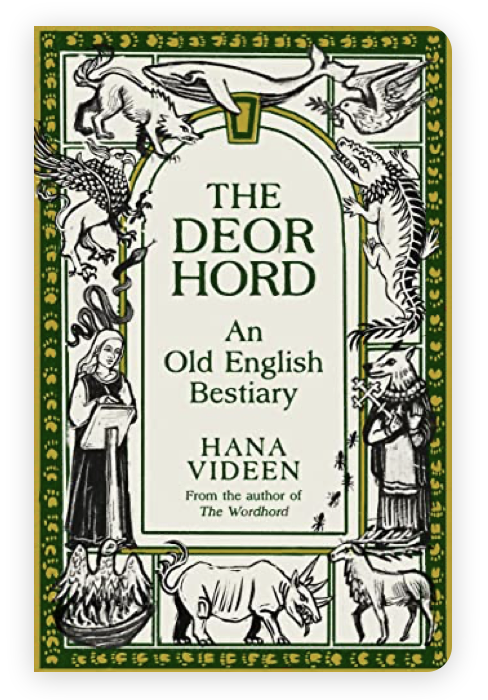 THE
DEOR
HORD
An
Old English
Bestiary
HANA
VIDEEN
From the author of
The Wordhord